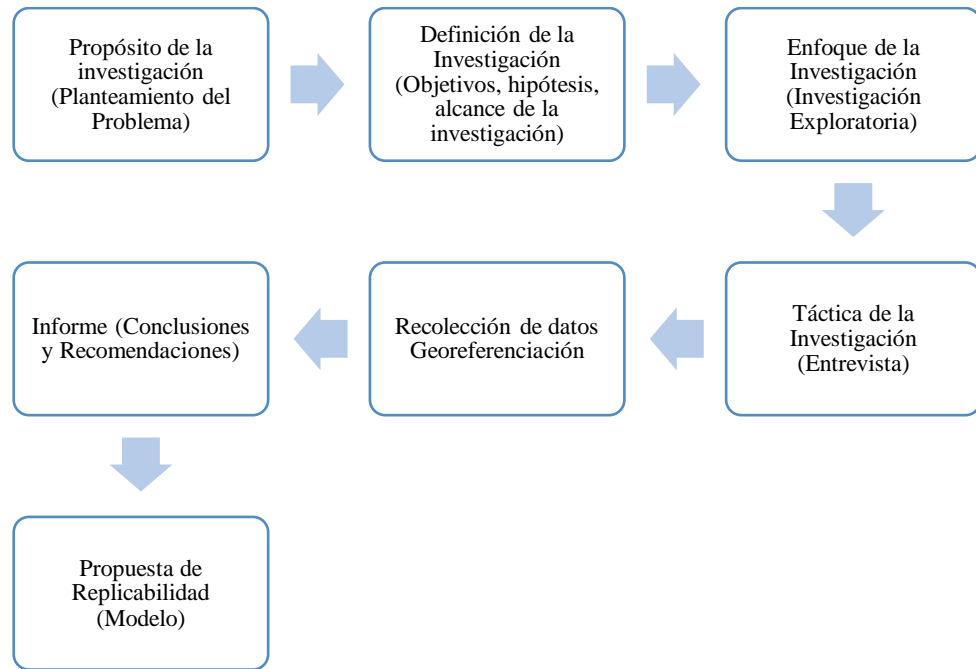 Propósito de la
investigación
(Planteamiento del
Problema)
Definición de la
Investigación
(Objetivos, hipótesis,
alcance de la
investigación)
Enfoque de la
Investigación
(Investigación
Exploratoria)
Táctica de la
Investigación
(Entrevista)
Recolección de datos
Georeferenciación
Informe (Conclusiones
y Recomendaciones)
Propuesta de
Replicabilidad
(Modelo)